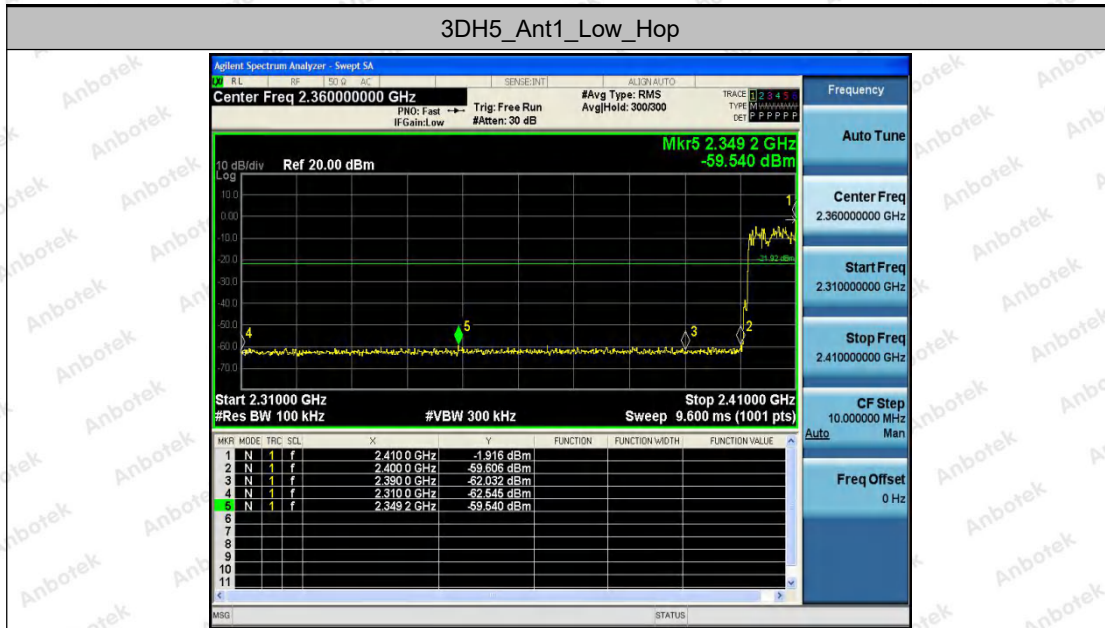 3DH5_Ant1_Low_Hop
Agilent Spectrum Analyzer - Swept SA
RL RF 50 Ω AC SENSE:INT ALIGN AUTO
Center Freq 2.360000000 GHz
PNO: Fast
IFGain:Low
Trig: Free Run
#Atten: 30 dB
#Avg Type: RMS
Avg|Hold: 300/300
TRACE 1 2 3 4 5 6
TYPE M
DET P P P P P P
Mkr5 2.349 2 GHz
-59.540 dBm
10 dB/div Ref 20.00 dBm
Log
10.0
0.00
-10.0
-20.0
-30.0
-40.0
-50.0
-60.0
-70.0
1
-21.92 dBm
4
5
3
2
Start 2.31000 GHz Stop 2.41000 GHz
#Res BW 100 kHz #VBW 300 kHz Sweep 9.600 ms (1001 pts)
MKR MODE TRC SCL X Y FUNCTION FUNCTION WIDTH FUNCTION VALUE
1 N 1 f 2.410 0 GHz -1.916 dBm
2 N 1 f 2.400 0 GHz -59.606 dBm
3 N 1 f 2.390 0 GHz -62.032 dBm
4 N 1 f 2.310 0 GHz -62.545 dBm
5 N 1 f 2.349 2 GHz -59.540 dBm
6
7
8
9
10
11
MSG STATUS
Frequency
Auto Tune
Center Freq
2.360000000 GHz
Start Freq
2.310000000 GHz
Stop Freq
2.410000000 GHz
CF Step
10.000000 MHz
Auto Man
Freq Offset
0 Hz
Anbotek